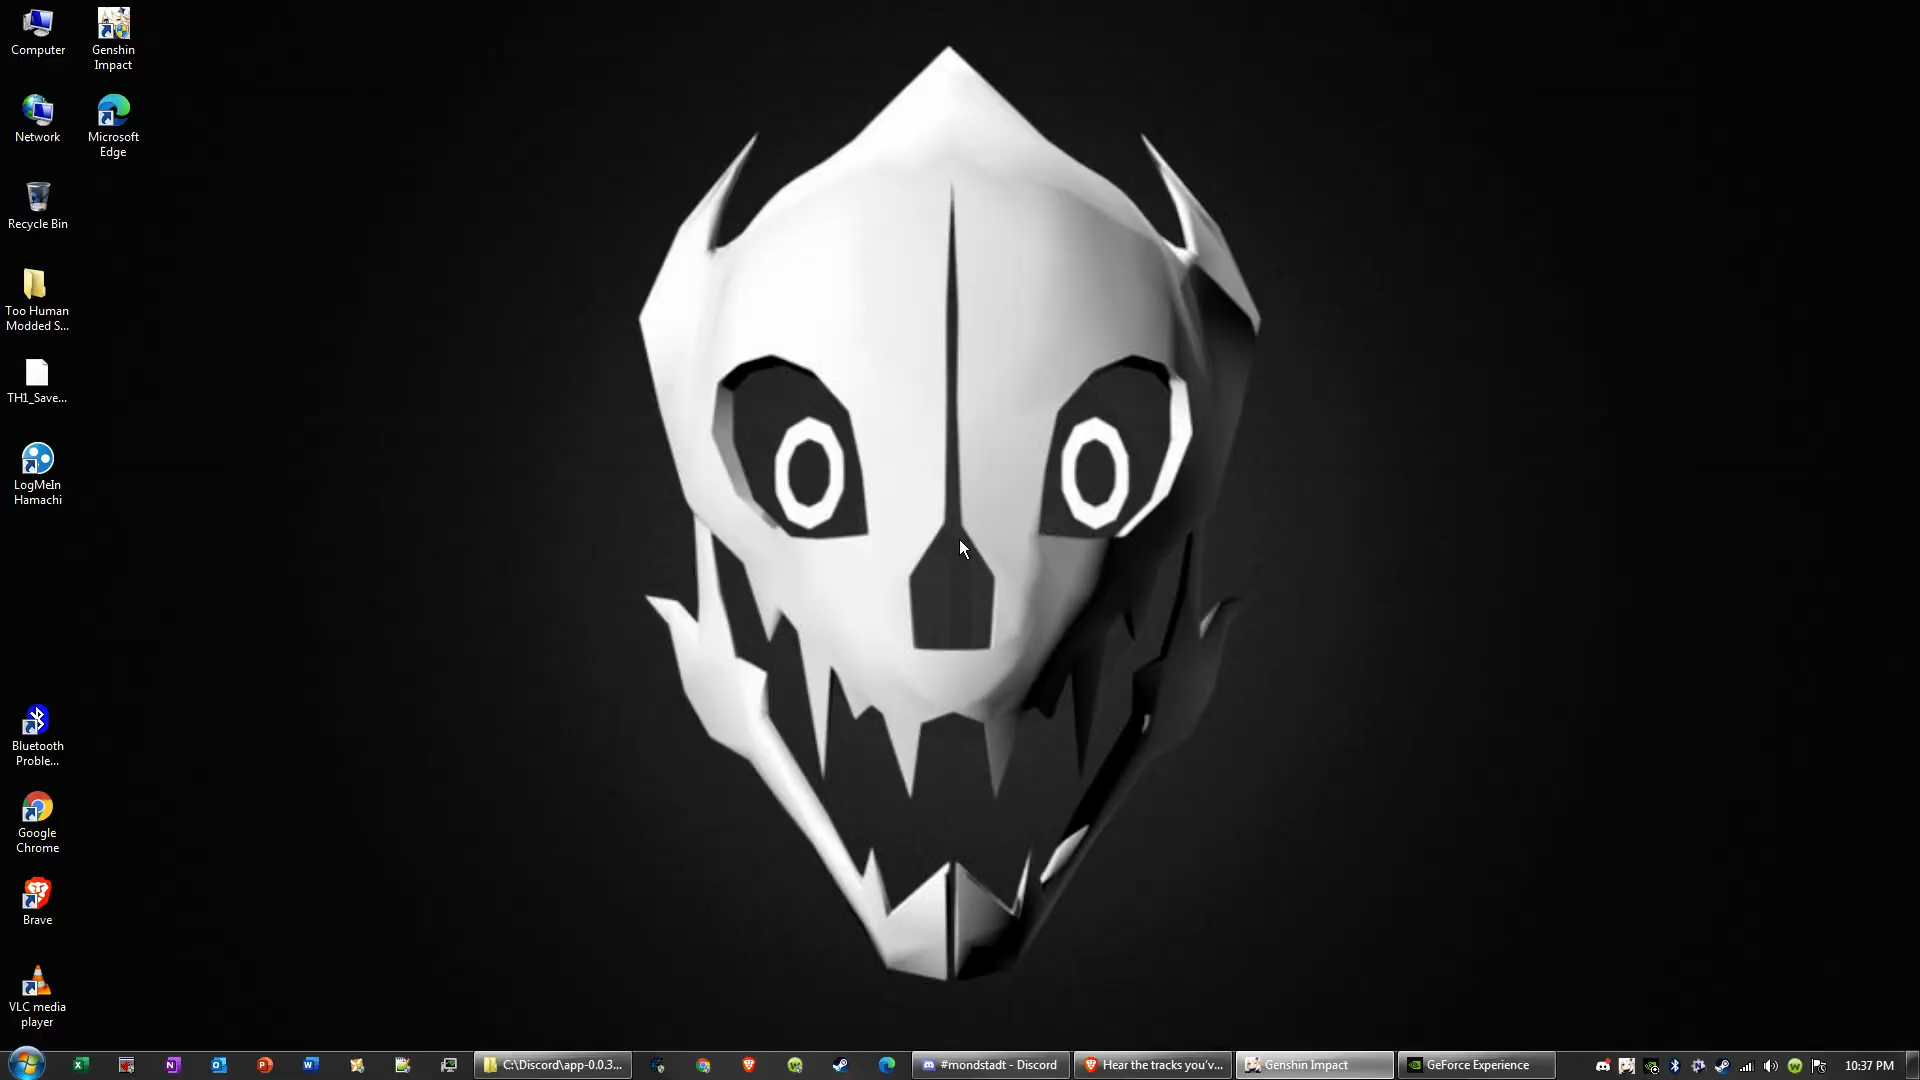 Computer
Genshin
Impact
Network
Microsoft
Edge
Recycle Bin
Too Human
Modded S...
TH1_Save...
LogMeIn
Hamachi
Bluetooth
Proble...
Google
Chrome
Brave
VLC media
player
C:\Discord\app-0.0.3...
#mondstadt - Discord
Hear the tracks you'v...
Genshin Impact
GeForce Experience
10:37 PM